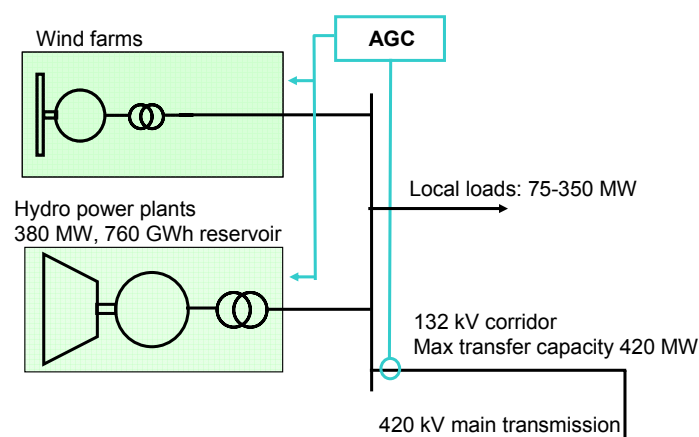 Wind farms
AGC
Local loads: 75-350 MW
Hydro power plants
380 MW, 760 GWh reservoir
132 kV corridor
Max transfer capacity 420 MW
420 kV main transmission